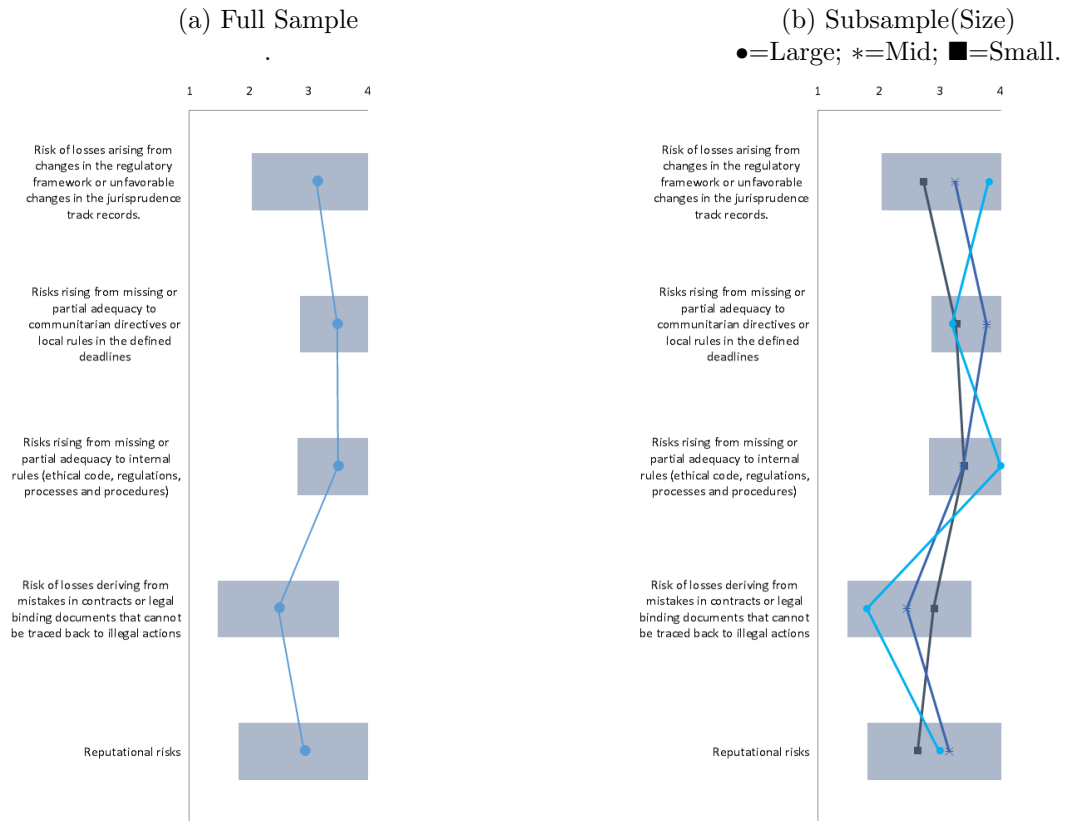 (a) Full Sample
.
1 2 3 4
Risk of losses arising from
changes in the regulatory
framework or unfavorable
changes in the jurisprudence
track records.
Risks rising from missing or
partial adequacy to
communitarian directives or
local rules in the defined
deadlines
Risks rising from missing or
partial adequacy to internal
rules (ethical code, regulations,
processes and procedures)
Risk of losses deriving from
mistakes in contracts or legal
binding documents that cannot
be traced back to illegal actions
Reputational risks
(b) Subsample(Size)
●=Large; ∗=Mid; ■=Small.
1 2 3 4
Risk of losses arising from
changes in the regulatory
framework or unfavorable
changes in the jurisprudence
track records.
Risks rising from missing or
partial adequacy to
communitarian directives or
local rules in the defined
deadlines
Risks rising from missing or
partial adequacy to internal
rules (ethical code, regulations,
processes and procedures)
Risk of losses deriving from
mistakes in contracts or legal
binding documents that cannot
be traced back to illegal actions
Reputational risks